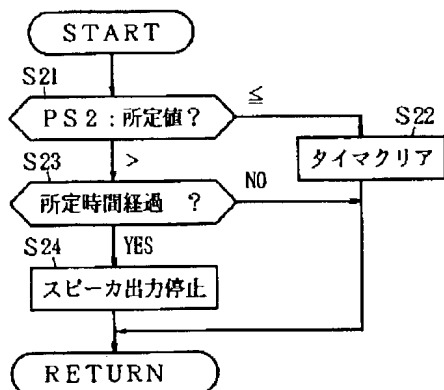 START
S21
PS2:所定値?
≦
S22
タイマクリア
S23
>
所定時間経過 ?
NO
S24
YES
スピーカ出力停止
RETURN